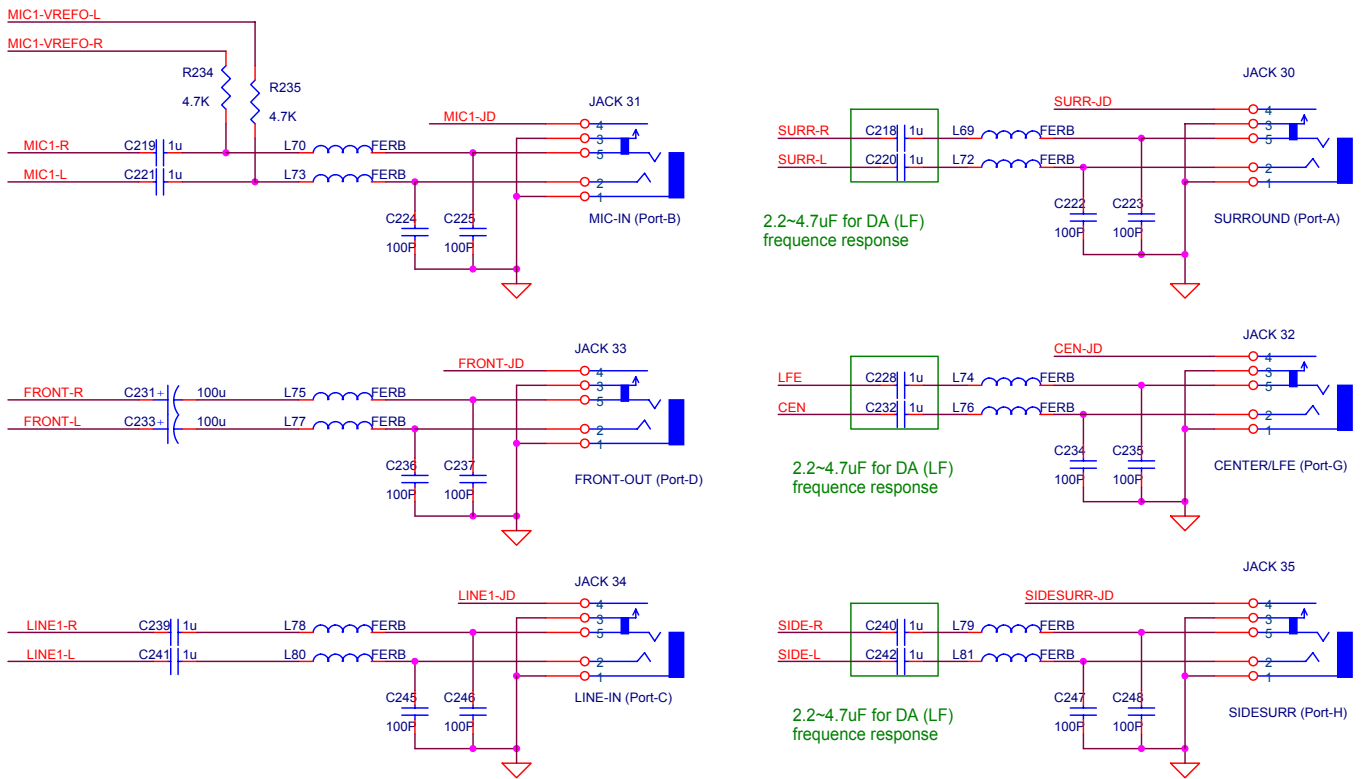 MIC1-VREFO-L
MIC1-VREFO-R
R234
4.7K
R235
4.7K
JACK 31
MIC1-JD
4
3
5
2
1
MIC1-R
C219
1u
L70
FERB
MIC1-L
C221
1u
L73
FERB
C224
100P
C225
100P
MIC-IN (Port-B)
JACK 30
SURR-JD
4
3
5
2
1
SURR-R
C218
1u
L69
FERB
SURR-L
C220
1u
L72
FERB
C222
100P
C223
100P
SURROUND (Port-A)
2.2~4.7uF for DA (LF)
frequence response
JACK 33
FRONT-JD
4
3
5
2
1
FRONT-R
C231+
100u
L75
FERB
FRONT-L
C233+
100u
L77
FERB
C236
100P
C237
100P
FRONT-OUT (Port-D)
JACK 32
CEN-JD
4
3
5
2
1
LFE
C228
1u
L74
FERB
CEN
C232
1u
L76
FERB
C234
100P
C235
100P
CENTER/LFE (Port-G)
2.2~4.7uF for DA (LF)
frequence response
JACK 34
LINE1-JD
4
3
5
2
1
LINE1-R
C239
1u
L78
FERB
LINE1-L
C241
1u
L80
FERB
C245
100P
C246
100P
LINE-IN (Port-C)
JACK 35
SIDESURR-JD
4
3
5
2
1
SIDE-R
C240
1u
L79
FERB
SIDE-L
C242
1u
L81
FERB
C247
100P
C248
100P
SIDESURR (Port-H)
2.2~4.7uF for DA (LF)
frequence response